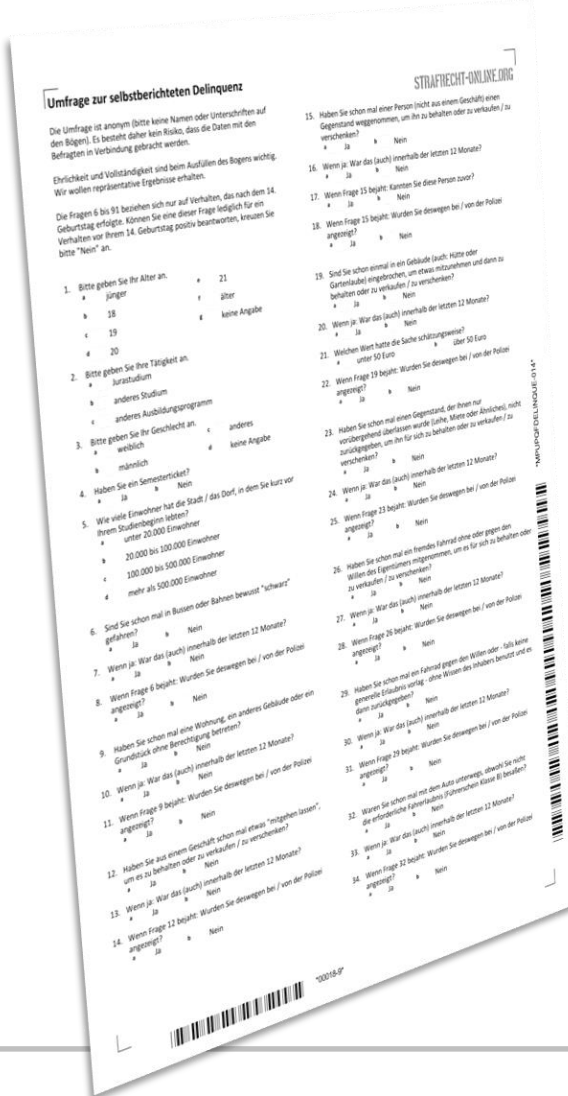 Umfrage zur selbstberichteten Delinquenz
STRAFRECHT-ONLINE.ORG
Die Umfrage ist anonym (bitte keine Namen oder Unterschriften auf
den Bögen). Es besteht daher kein Risiko, dass die Daten mit den
Befragten in Verbindung gebracht werden.
Ehrlichkeit und Vollständigkeit sind beim Ausfüllen des Bogens wichtig.
Wir wollen repräsentative Ergebnisse erhalten.
Die Fragen 6 bis 91 beziehen sich nur auf Verhalten, das nach dem 14.
Geburtstag erfolgte. Können Sie eine dieser Frage lediglich für ein
Verhalten vor Ihrem 14. Geburtstag positiv beantworten, kreuzen Sie
bitte "Nein" an.
1. Bitte geben Sie Ihr Alter an.
a jünger
b 18
c 19
d 20
e 21
f älter
g keine Angabe
2. Bitte geben Sie Ihre Tätigkeit an.
a Jurastudium
b anderes Studium
c anderes Ausbildungsprogramm
3. Bitte geben Sie Ihr Geschlecht an.
a weiblich
b männlich
c anderes
d keine Angabe
4. Haben Sie ein Semesterticket?
a Ja b Nein
5. Wie viele Einwohner hat die Stadt / das Dorf, in dem Sie kurz vor
Ihrem Studienbeginn lebten?
a unter 20.000 Einwohner
b 20.000 bis 100.000 Einwohner
c 100.000 bis 500.000 Einwohner
d mehr als 500.000 Einwohner
6. Sind Sie schon mal in Bussen oder Bahnen bewusst "schwarz"
gefahren?
a Ja b Nein
7. Wenn ja: War das (auch) innerhalb der letzten 12 Monate?
a Ja b Nein
8. Wenn Frage 6 bejaht: Wurden Sie deswegen bei / von der Polizei
angezeigt?
a Ja b Nein
9. Haben Sie schon mal eine Wohnung, ein anderes Gebäude oder ein
Grundstück ohne Berechtigung betreten?
a Ja b Nein
10. Wenn ja: War das (auch) innerhalb der letzten 12 Monate?
a Ja b Nein
11. Wenn Frage 9 bejaht: Wurden Sie deswegen bei / von der Polizei
angezeigt?
a Ja b Nein
12. Haben Sie aus einem Geschäft schon mal etwas "mitgehen lassen",
um es zu behalten oder zu verkaufen / zu verschenken?
a Ja b Nein
13. Wenn ja: War das (auch) innerhalb der letzten 12 Monate?
a Ja b Nein
14. Wenn Frage 12 bejaht: Wurden Sie deswegen bei / von der Polizei
angezeigt?
a Ja b Nein
15. Haben Sie schon mal einer Person (nicht aus einem Geschäft) einen
Gegenstand weggenommen, um ihn zu behalten oder zu verkaufen / zu
verschenken?
a Ja b Nein
16. Wenn ja: War das (auch) innerhalb der letzten 12 Monate?
a Ja b Nein
17. Wenn Frage 15 bejaht: Kannten Sie diese Person zuvor?
a Ja b Nein
18. Wenn Frage 15 bejaht: Wurden Sie deswegen bei / von der Polizei
angezeigt?
a Ja b Nein
19. Sind Sie schon einmal in ein Gebäude (auch: Hütte oder
Gartenlaube) eingebrochen, um etwas mitzunehmen und dann zu
behalten oder zu verkaufen / zu verschenken?
a Ja b Nein
20. Wenn ja: War das (auch) innerhalb der letzten 12 Monate?
a Ja b Nein
21. Welchen Wert hatte die Sache schätzungsweise?
a unter 50 Euro b über 50 Euro
22. Wenn Frage 19 bejaht: Wurden Sie deswegen bei / von der Polizei
angezeigt?
a Ja b Nein
23. Haben Sie schon mal einen Gegenstand, der Ihnen nur
vorübergehend überlassen wurde (Leihe, Miete oder Ähnliches), nicht
zurückgegeben, um ihn für sich zu behalten oder zu verkaufen / zu
verschenken?
a Ja b Nein
24. Wenn ja: War das (auch) innerhalb der letzten 12 Monate?
a Ja b Nein
25. Wenn Frage 23 bejaht: Wurden Sie deswegen bei / von der Polizei
angezeigt?
a Ja b Nein
26. Haben Sie schon mal ein fremdes Fahrrad ohne oder gegen den
Willen des Eigentümers mitgenommen, um es für sich zu behalten oder
zu verkaufen / zu verschenken?
a Ja b Nein
27. Wenn ja: War das (auch) innerhalb der letzten 12 Monate?
a Ja b Nein
28. Wenn Frage 26 bejaht: Wurden Sie deswegen bei / von der Polizei
angezeigt?
a Ja b Nein
29. Haben Sie schon mal ein Fahrrad gegen den Willen oder - falls keine
generelle Erlaubnis vorlag - ohne Wissen des Inhabers benutzt und es
dann zurückgegeben?
a Ja b Nein
30. Wenn ja: War das (auch) innerhalb der letzten 12 Monate?
a Ja b Nein
31. Wenn Frage 29 bejaht: Wurden Sie deswegen bei / von der Polizei
angezeigt?
a Ja b Nein
32. Waren Sie schon mal mit dem Auto unterwegs, obwohl Sie nicht
die erforderliche Fahrerlaubnis (Führerschein Klasse B) besaßen?
a Ja b Nein
33. Wenn ja: War das (auch) innerhalb der letzten 12 Monate?
a Ja b Nein
34. Wenn Frage 32 bejaht: Wurden Sie deswegen bei / von der Polizei
angezeigt?
a Ja b Nein
*MPUPQFDELINQUE-014*
*00018-9*